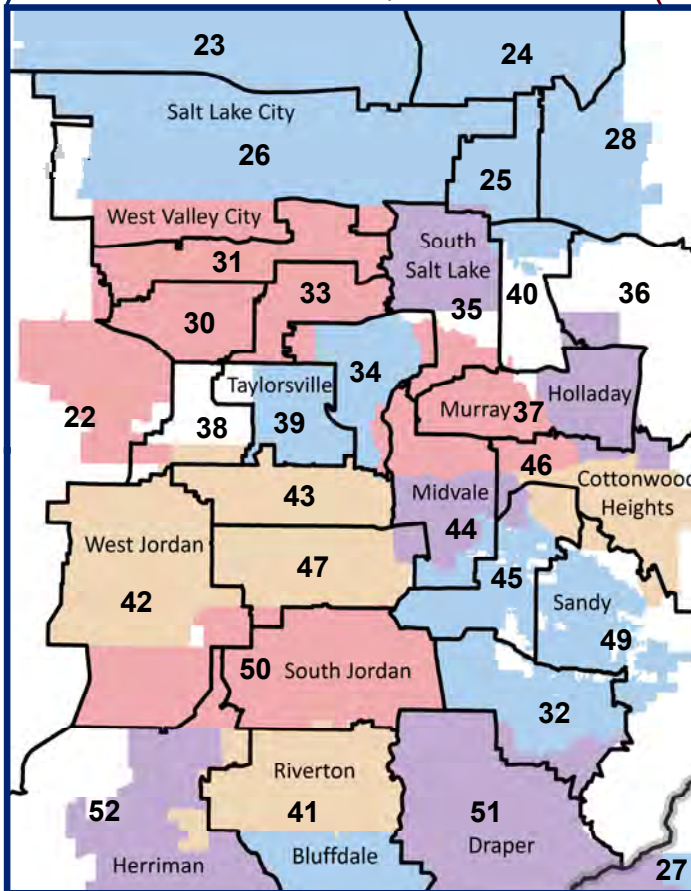 23
24
Salt Lake City
26
28
25
West Valley City
South
Salt Lake
31
33
40
36
35
30
34
Taylorsville
Holladay
22
38
39
Murray 37
46
Cottonwood
Heights
43
Midvale
44
West Jordan
47
45
42
Sandy
49
50 South Jordan
32
Riverton
52
41
51
Draper
Bluffdale
Herriman
27